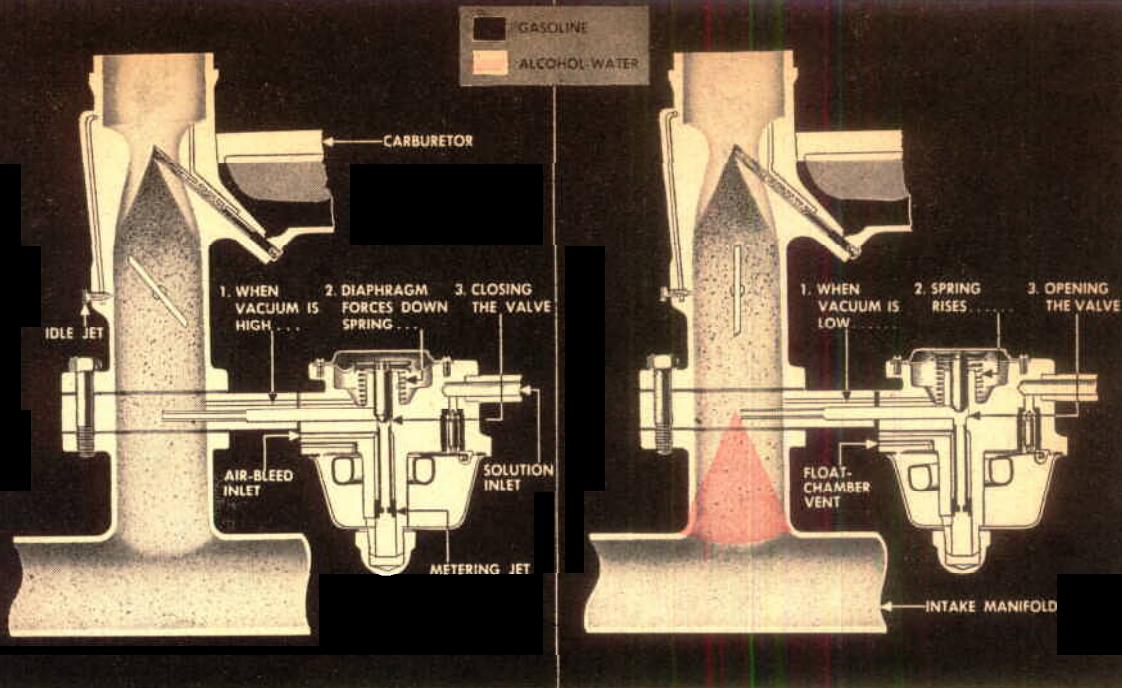 GASOLINE
ALCOHOL-WATER
CARBURETOR
IDLE JET
1. WHEN
VACUUM IS
HIGH....
2. DIAPHRAGM
FORCES DOWN
SPRING....
3. CLOSING
THE VALVE
AIR-BLEED
INLET
SOLUTION
INLET
METERING JET
1. WHEN
VACUUM IS
LOW......
2. SPRING
RISES......
3. OPENING
THE VALVE
FLOAT-
CHAMBER
VENT
INTAKE MANIFOLD